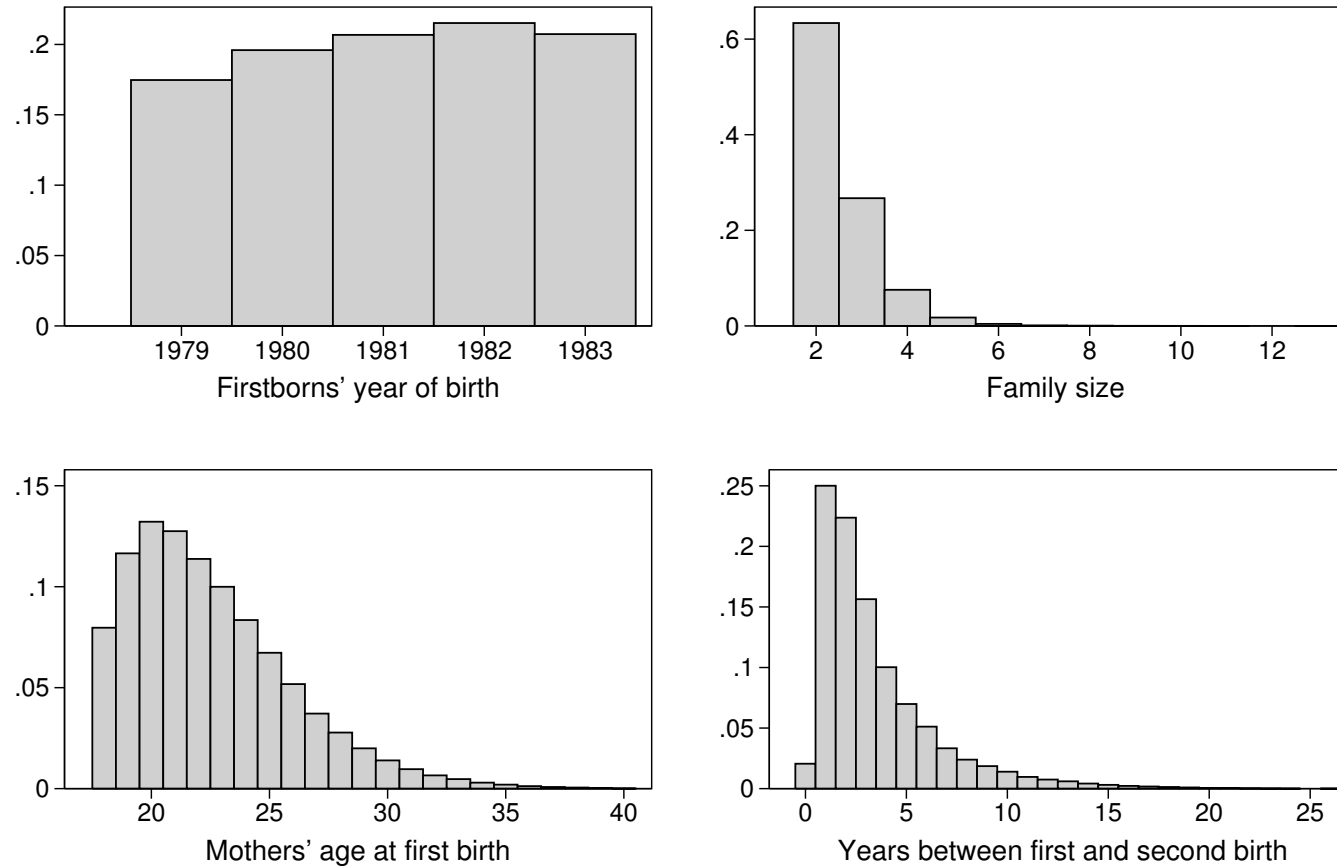 .2
.15
.1
.05
0
1979 1980 1981 1982 1983
Firstborns' year of birth
.6
.4
.2
0
2 4 6 8 10 12
Family size
.15
.1
.05
0
20 25 30 35 40
Mothers' age at first birth
.25
.2
.15
.1
.05
0
0 5 10 15 20 25
Years between first and second birth